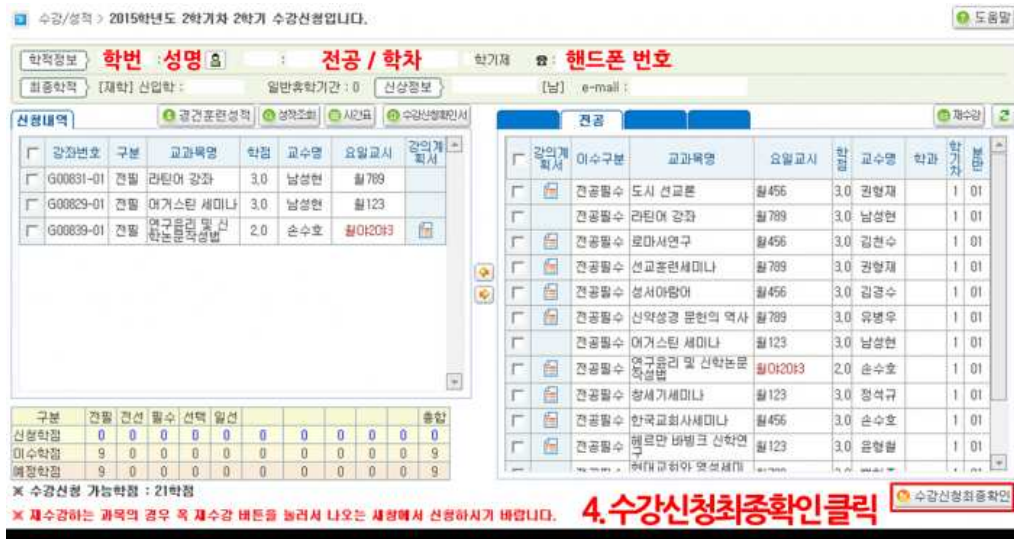 수강/성적 > 2015학년도 2학기차 2학기 수강신청입니다.
도움말
학적정보 학번 : 성명 : 전공 / 학차 학기제 ☎ : 핸드폰 번호
최종학적 [재학] 신입학 : 일반휴학기간 : 0 신상정보 [남] e-mail :
신청내역 경건훈련성적 성적조회 시간표 수강신청확인서
강좌번호 구분 교과목명 학점 교수명 요일교시 강의계획서
G00831-01 전필 라틴어 강좌 3,0 남성현 월789
G00829-01 전필 어거스틴 세미나 3,0 남성현 월123
G00839-01 전필 연구윤리 및 신학논문작성법 2,0 손수호 월야2야3
전공 재수강
강의계획서 이수구분 교과목명 요일교시 학점 교수명 학과 학기차 분반
전공필수 도시 선교론 월456 3,0 권형재 1 01
전공필수 라틴어 강좌 월789 3,0 남성현 1 01
전공필수 로마서연구 월456 3,0 김천수 1 01
전공필수 선교훈련세미나 월789 3,0 권형재 1 01
전공필수 성서아람어 월456 3,0 김경수 1 01
전공필수 신약성경 문헌의 역사 월789 3,0 유병우 1 01
전공필수 어거스틴 세미나 월123 3,0 남성현 1 01
전공필수 연구윤리 및 신학논문작성법 월야2야3 2,0 손수호 1 01
전공필수 창세기세미나 월789 3,0 정석규 1 01
전공필수 한국교회사세미나 월456 3,0 손수호 1 01
전공필수 헤르만 바빙크 신학연구 월123 3,0 윤형철 1 01
현대교회와 영성세미
구분 전필 전선 필수 선택 일선 총합
신청학점 0 0 0 0 0 0 0 0 0 0 0
이수학점 9 0 0 0 0 0 0 0 0 0 9
예정학점 9 0 0 0 0 0 0 0 0 0 9
※ 수강신청 가능학점 : 21학점
※ 재수강하는 과목의 경우 꼭 재수강 버튼을 눌러서 나오는 새창에서 신청하시기 바랍니다.
4. 수강신청최종확인 클릭
수강신청최종확인